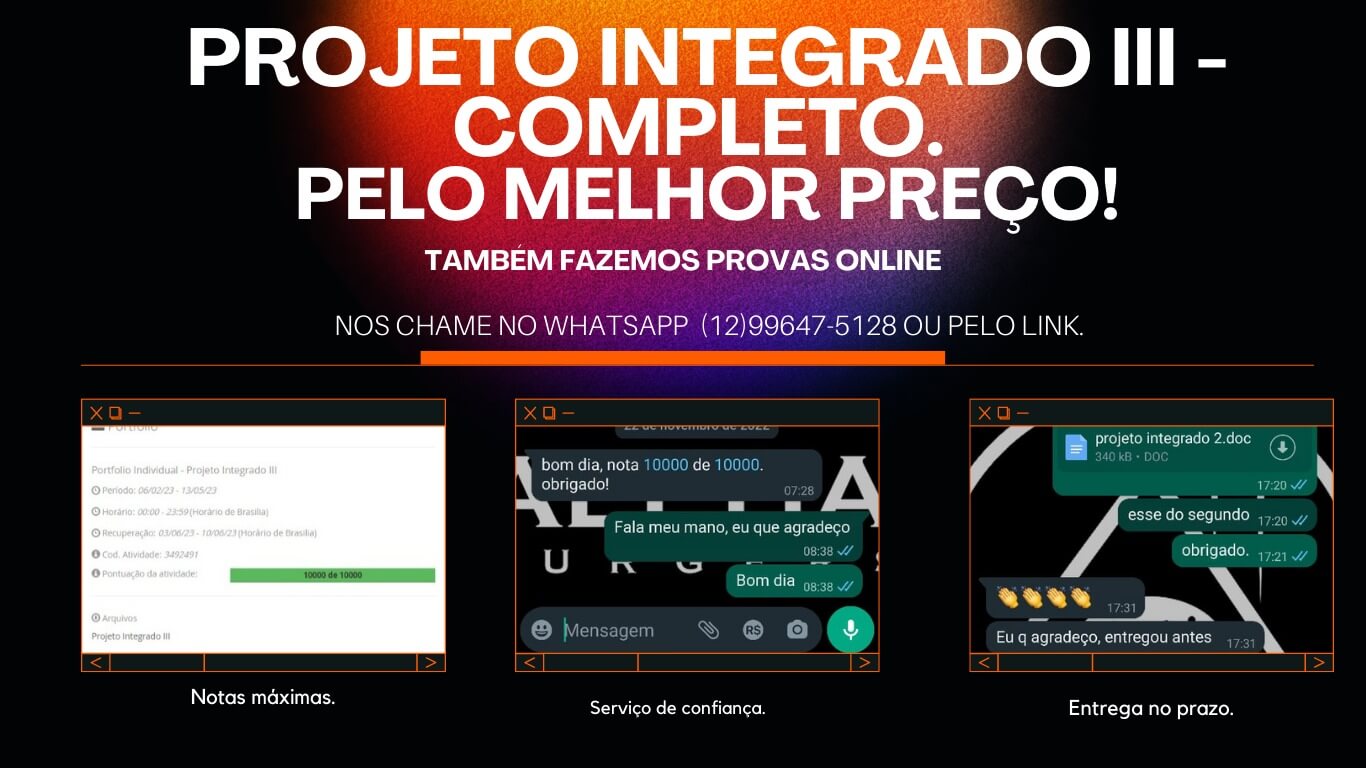 PROJETO INTEGRADO III -
COMPLETO.
PELO MELHOR PREÇO!
TAMBÉM FAZEMOS PROVAS ONLINE
NOS CHAME NO WHATSAPP (12)99647-5128 OU PELO LINK.
Portfólio
Portfolio Individual - Projeto Integrado III
Período: 06/02/23 - 13/05/23
Horário: 00:00 - 23:59 (Horário de Brasília)
Recuperação: 03/06/23 - 10/06/23 (Horário de Brasília)
Cod. Atividade: 3492491
Pontuação da atividade: 10000 de 10000
Arquivos
Projeto Integrado III
Notas máximas.
22 de novembro de 2022
bom dia, nota 10000 de 10000.
obrigado! 07:28
Fala meu mano, eu que agradeço
08:38
Bom dia 08:38
U R G E R S
Mensagem R$
Serviço de confiança.
projeto integrado 2.doc
340 kB • DOC
17:20
esse do segundo 17:20
obrigado. 17:21
👏👏👏👏 17:31
Eu q agradeço, entregou antes 17:31
Entrega no prazo.